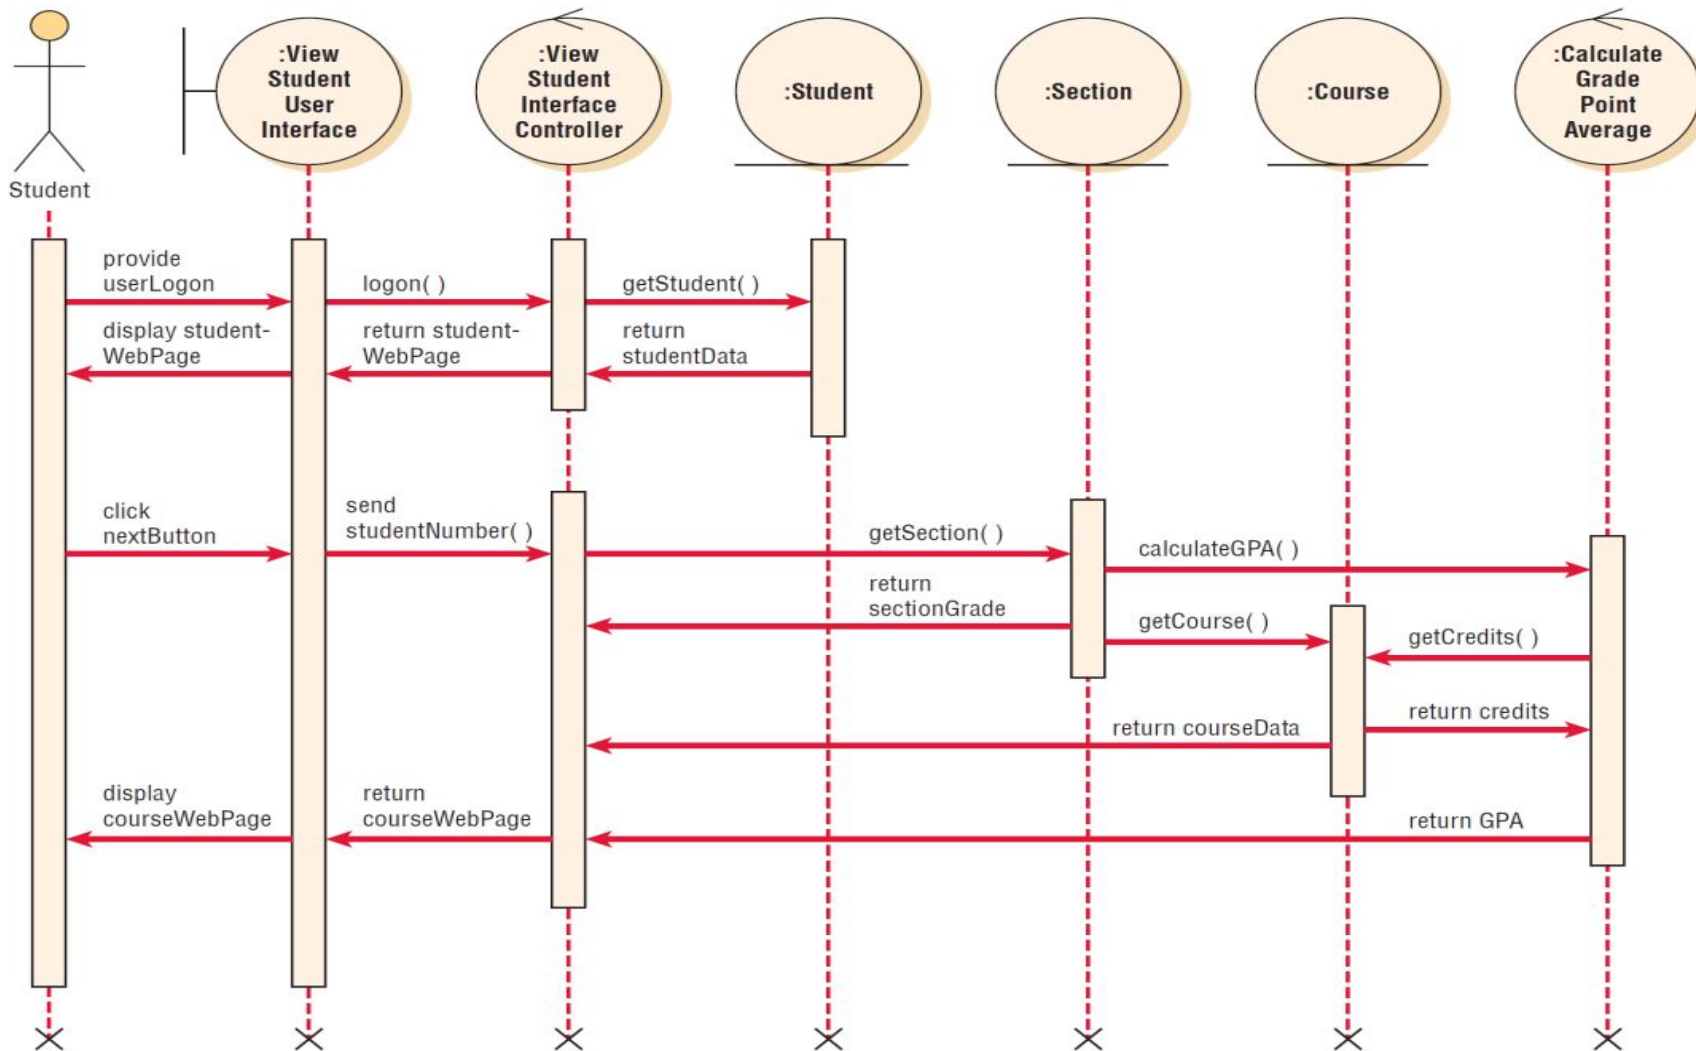 :View
Student
User
Interface
:View
Student
Interface
Controller
:Student
:Section
:Course
:Calculate
Grade
Point
Average
Student
provide
userLogon
logon( )
getStudent( )
display student-
WebPage
return student-
WebPage
return
studentData
click
nextButton
send
studentNumber( )
getSection( )
calculateGPA( )
return
sectionGrade
getCourse( )
getCredits( )
return courseData
return credits
display
courseWebPage
return
courseWebPage
return GPA